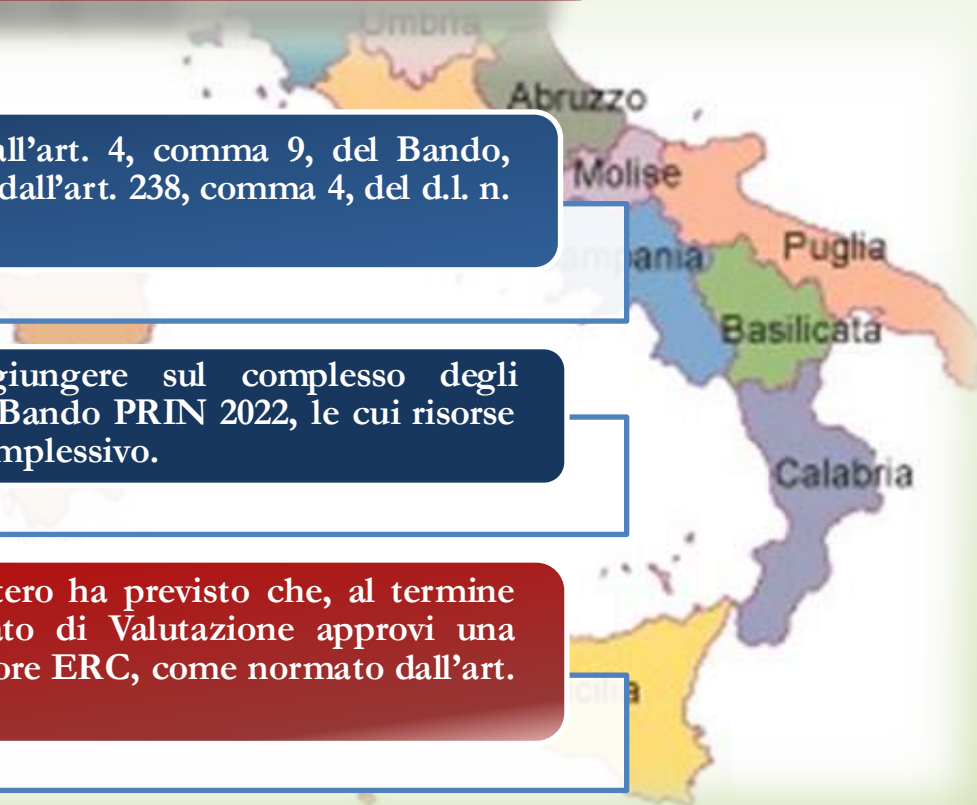 Umbria
Abruzzo
Molise
all’art. 4, comma 9, del Bando,
dall’art. 238, comma 4, del d.l. n.
Puglia
Basilicata
giungere sul complesso degli
Bando PRIN 2022, le cui risorse
mplessivo.
Calabria
tero ha previsto che, al termine
ato di Valutazione approvi una
ore ERC, come normato dall’art.